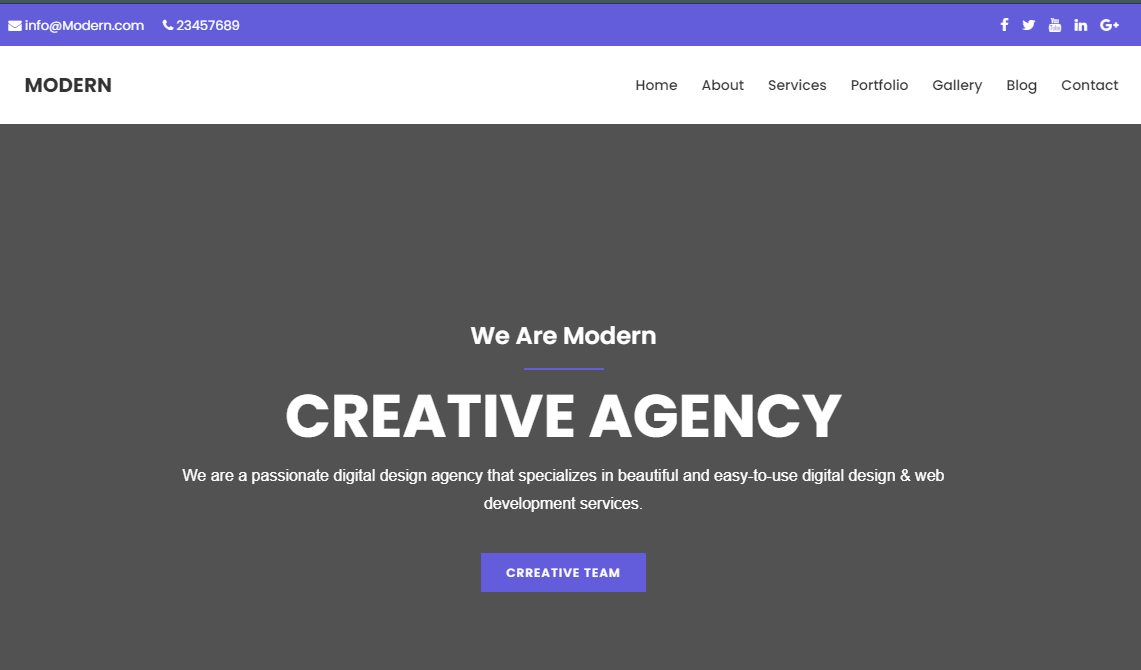 info@Modern.com 23457689
MODERN
Home About Services Portfolio Gallery Blog Contact
We Are Modern
CREATIVE AGENCY
We are a passionate digital design agency that specializes in beautiful and easy-to-use digital design & web
development services.
CRREATIVE TEAM